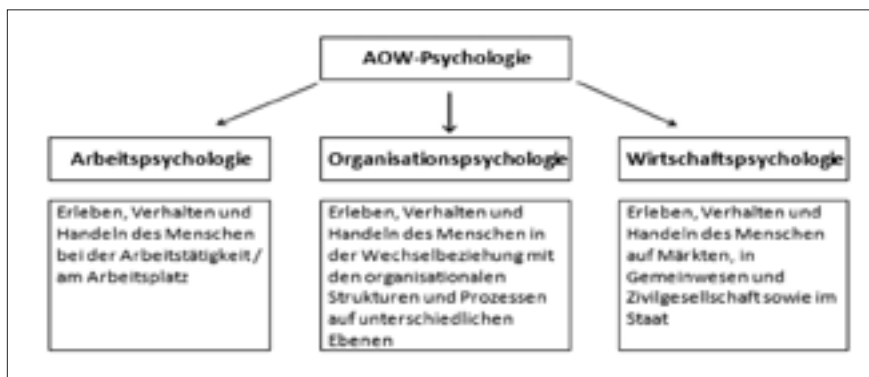 AOW-Psychologie
Arbeitspsychologie
Organisationspsychologie
Wirtschaftspsychologie
Erleben, Verhalten und
Handeln des Menschen
bei der Arbeitstätigkeit /
am Arbeitsplatz
Erleben, Verhalten und
Handeln des Menschen in
der Wechselbeziehung mit
den organisationalen
Strukturen und Prozessen
auf unterschiedlichen
Ebenen
Erleben, Verhalten und
Handeln des Menschen
auf Märkten, in
Gemeinwesen und
Zivilgesellschaft sowie im
Staat